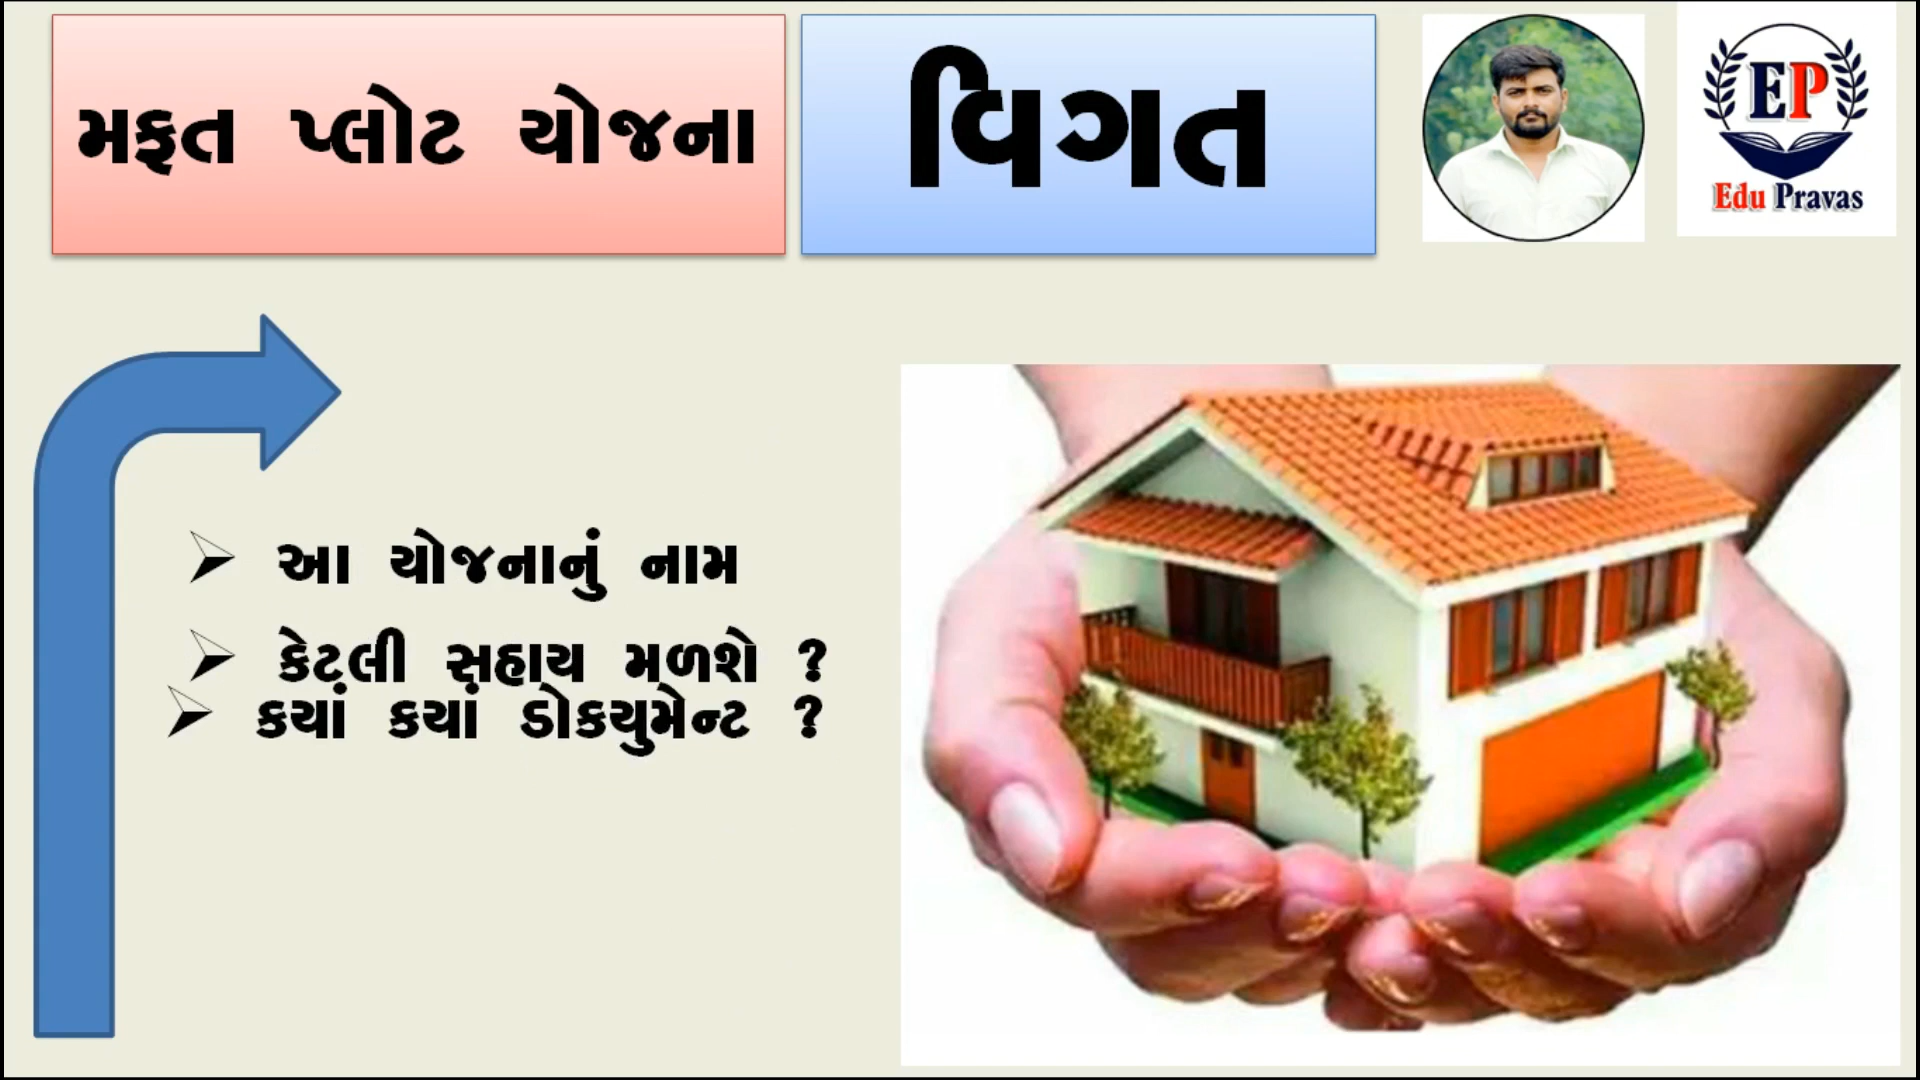 મફત પ્લોટ યોજના
વિગત
EP
Edu Pravas
આ યોજનાનું નામ
કેટલી સહાય મળશે ?
કયાં કયાં ડોકયુમેન્ટ ?